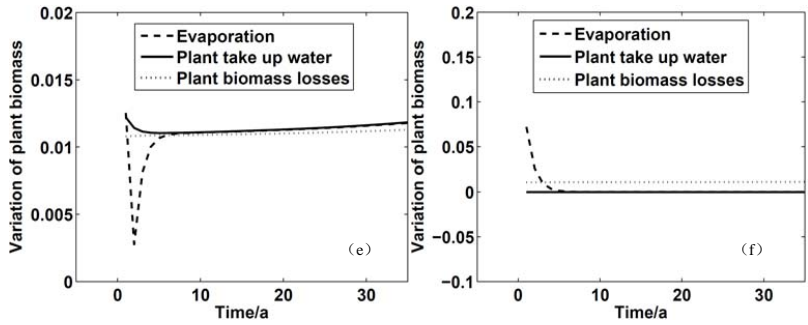 Variation of plant biomass
0.02
0.015
0.01
0.005
0
Evaporation
Plant take up water
Plant biomass losses
(e)
0
10
20
30
Time/a
Variation of plant biomass
0.2
0.15
0.1
0.05
0
−0.05
−0.1
Evaporation
Plant take up water
Plant biomass losses
(f)
0
10
20
30
Time/a